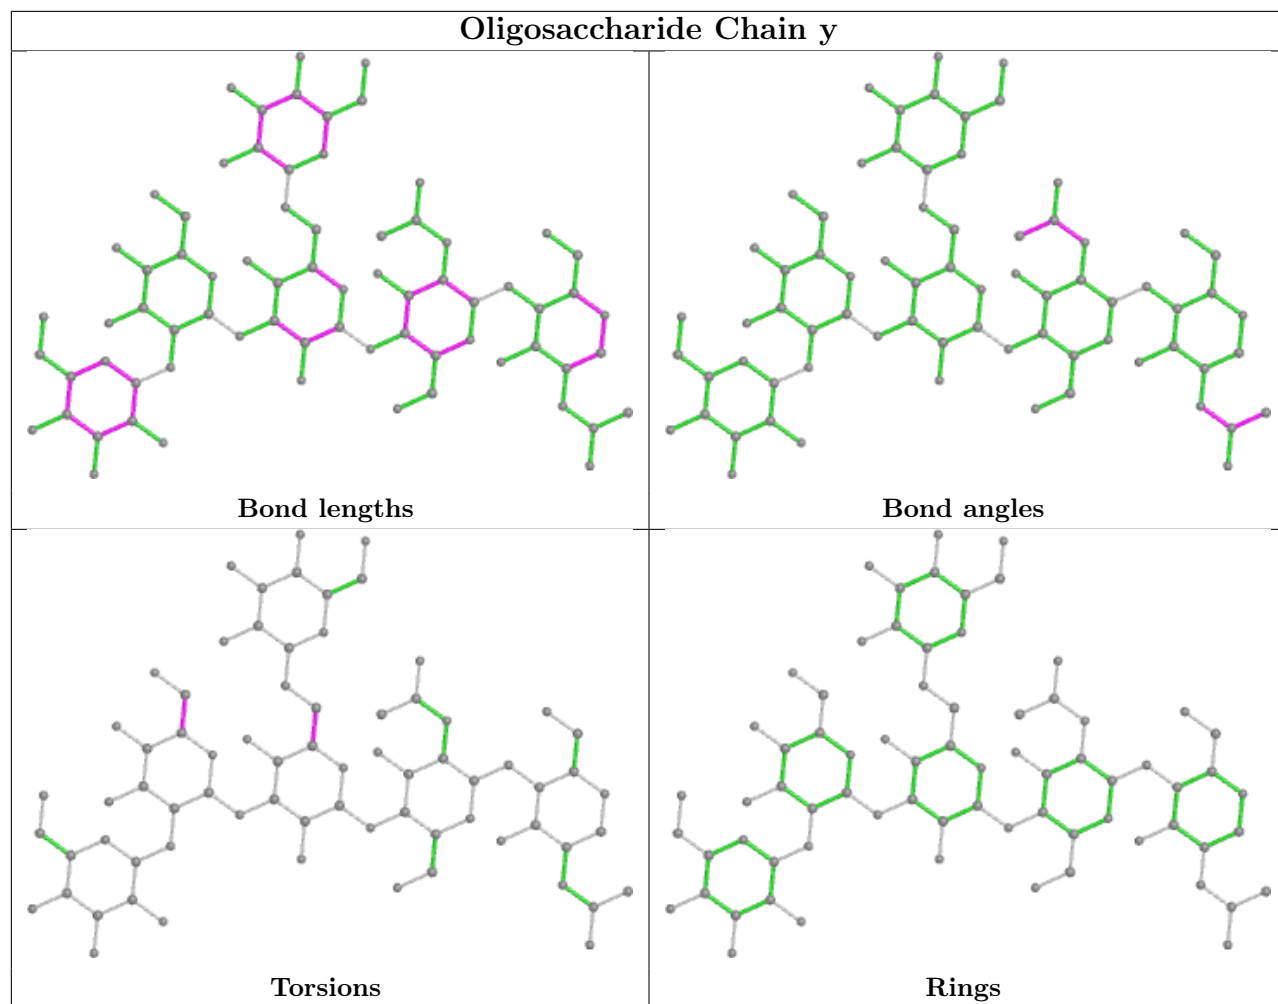 Oligosaccharide Chain y
Bond lengths
Bond angles
Torsions
Rings